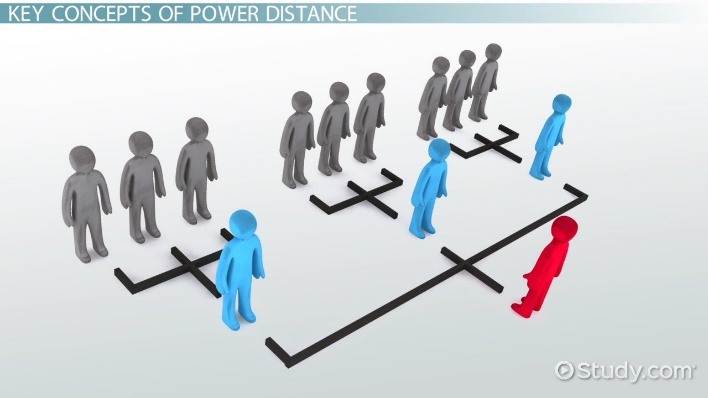 KEY CONCEPTS OF POWER DISTANCE
Study.com